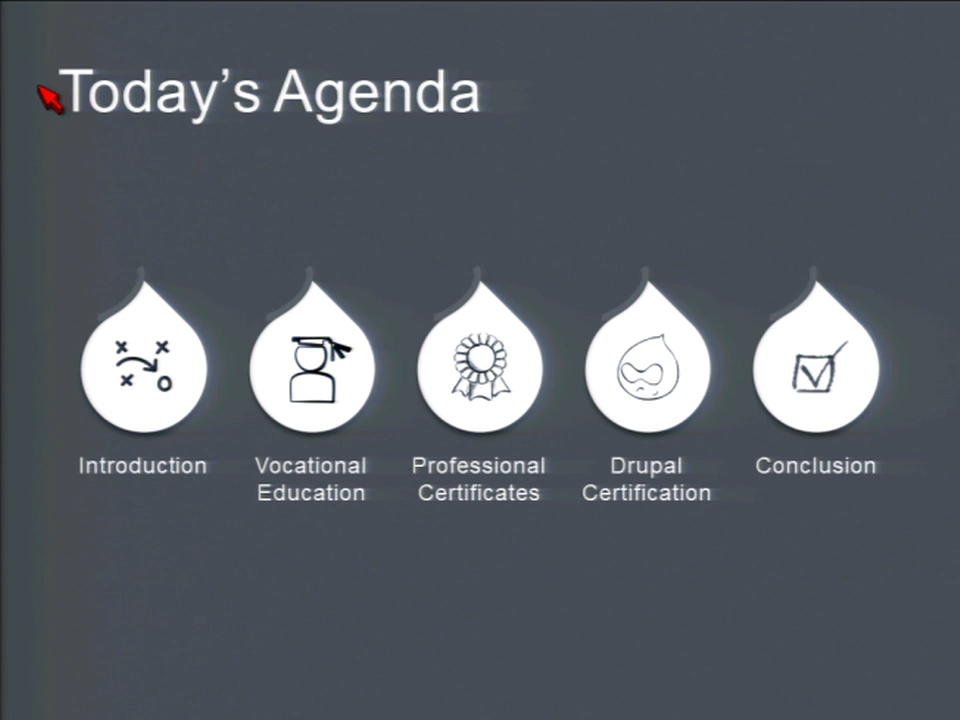 Today’s Agenda
Introduction
Vocational
Education
Professional
Certificates
Drupal
Certification
Conclusion